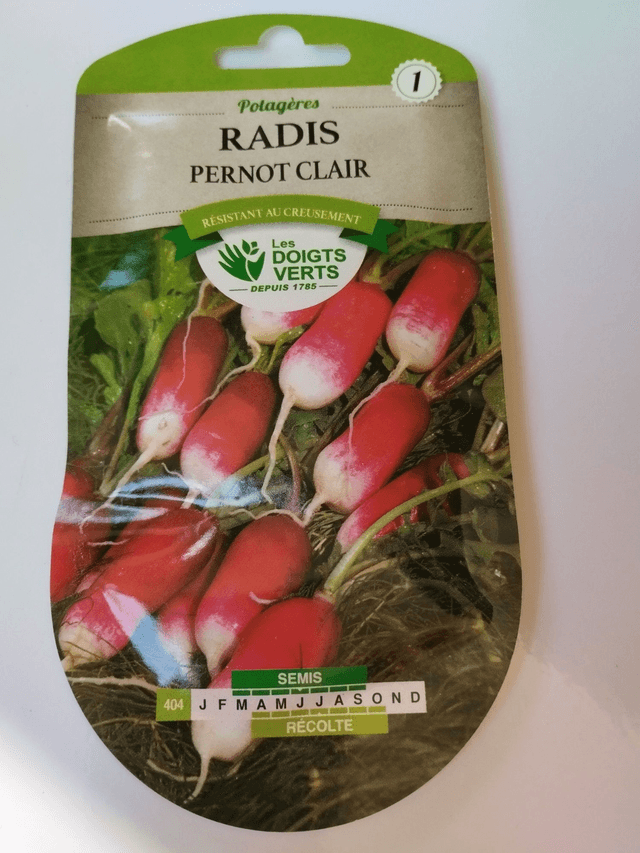 1
Potagères
RADIS
PERNOT CLAIR
RÉSISTANT AU CREUSEMENT
Les
DOIGTS
VERTS
DEPUIS 1785
SEMIS
404 J F M A M J J A S O N D
RÉCOLTE